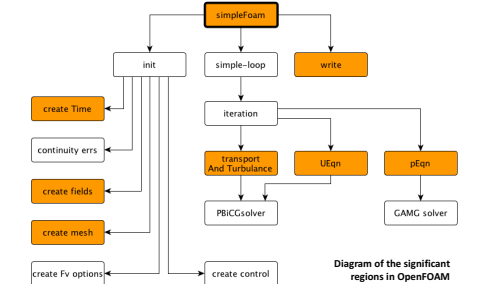 simpleFoam
init
simple-loop
write
create Time
iteration
continuity errs
transport
And Turbulance
UEqn
pEqn
create fields
PBiCGsolver
GAMG solver
create mesh
create Fv options
create control
Diagram of the significant
regions in OpenFOAM